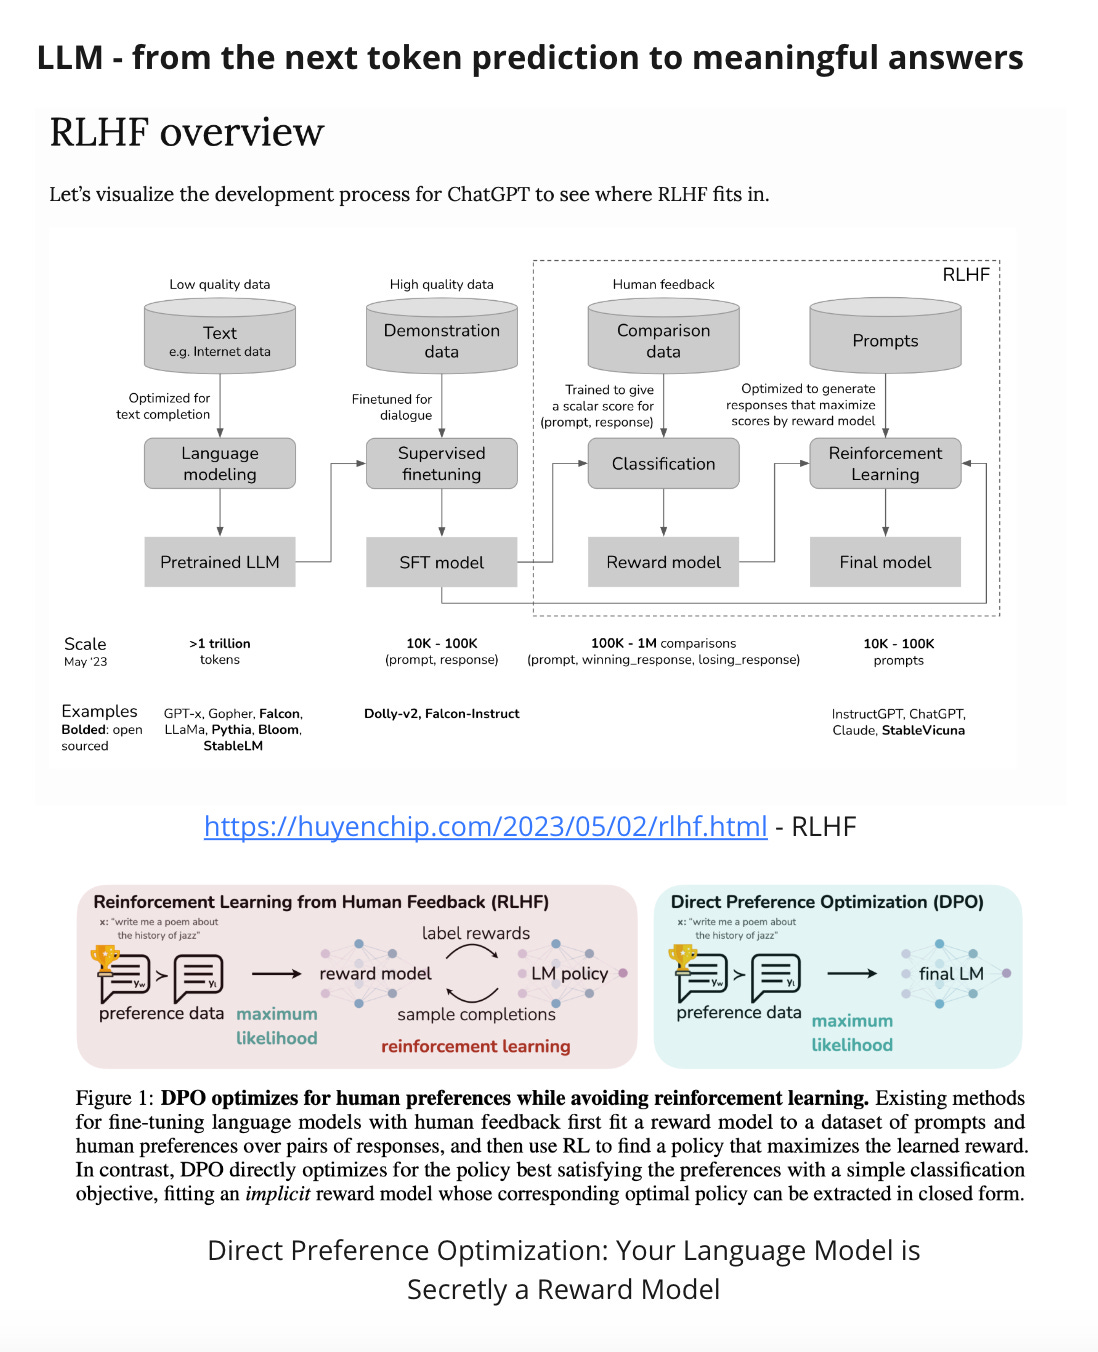 LLM - from the next token prediction to meaningful answers
RLHF overview
Let's visualize the development process for ChatGPT to see where RLHF fits in.
RLHF
Low quality data
High quality data
Human feedback
Text
e.g. Internet data
Demonstration
data
Comparison
data
Prompts
Optimized for
text completion
Finetuned for
dialogue
Trained to give
a scalar score for
(prompt, response)
Optimized to generate
responses that maximize
scores by reward model
Language
modeling
Supervised
finetuning
Classification
Reinforcement
Learning
Pretrained LLM
SFT model
Reward model
Final model
Scale
May '23
>1 trillion
tokens
10K - 100K
(prompt, response)
100K - 1M comparisons
(prompt, winning_response, losing_response)
10K - 100K
prompts
Examples
Bolded: open
sourced
GPT-x, Gopher, Falcon,
LLaMa, Pythia, Bloom,
StableLM
Dolly-v2, Falcon-Instruct
InstructGPT, ChatGPT,
Claude, StableVicuna
https://huyenchip.com/2023/05/02/rlhf.html - RLHF
Reinforcement Learning from Human Feedback (RLHF)
x: "write me a poem about
the history of jazz"
yw
>
yl
preference data
maximum
likelihood
reward model
label rewards
LM policy
sample completions
reinforcement learning
Direct Preference Optimization (DPO)
x: "write me a poem about
the history of jazz"
yw
>
yl
preference data
maximum
likelihood
final LM
Figure 1: DPO optimizes for human preferences while avoiding reinforcement learning. Existing methods
for fine-tuning language models with human feedback first fit a reward model to a dataset of prompts and
human preferences over pairs of responses, and then use RL to find a policy that maximizes the learned reward.
In contrast, DPO directly optimizes for the policy best satisfying the preferences with a simple classification
objective, fitting an implicit reward model whose corresponding optimal policy can be extracted in closed form.
Direct Preference Optimization: Your Language Model is
Secretly a Reward Model